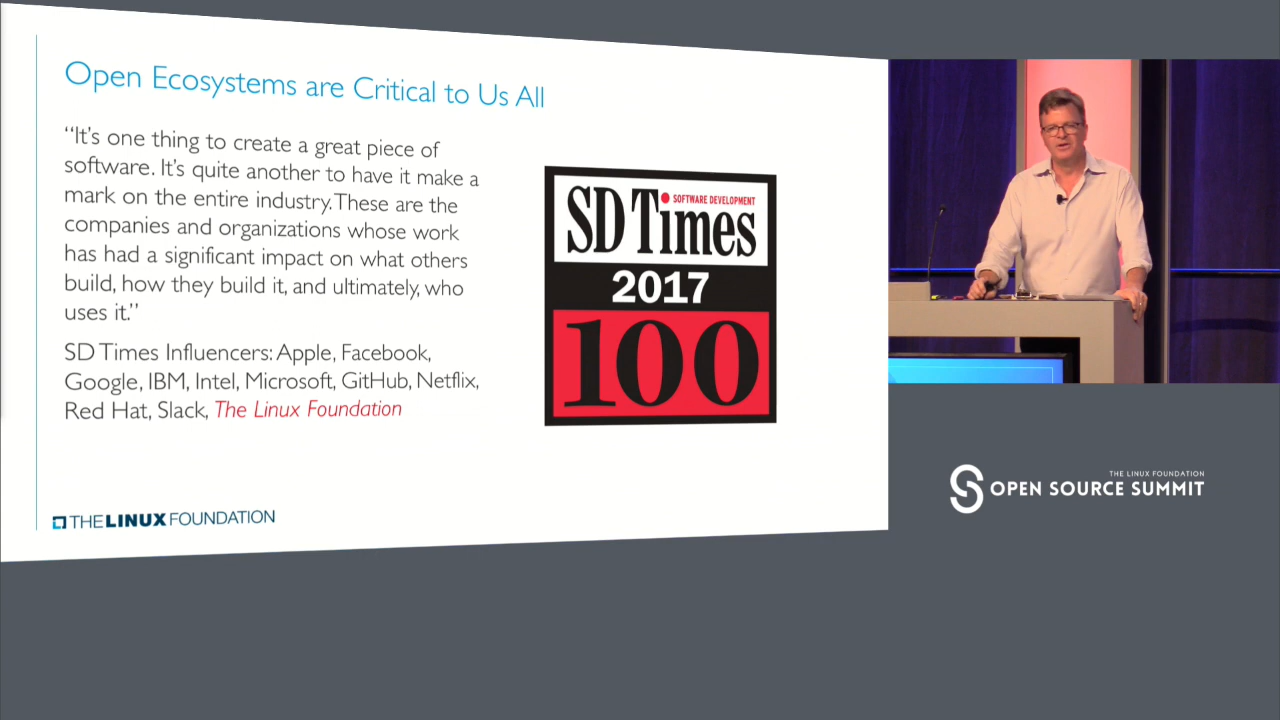 Open Ecosystems are Critical to Us All
“It’s one thing to create a great piece of
software. It’s quite another to have it make a
mark on the entire industry. These are the
companies and organizations whose work
has had a significant impact on what others
build, how they build it, and ultimately, who
uses it.”
SD Times Influencers: Apple, Facebook,
Google, IBM, Intel, Microsoft, GitHub, Netflix,
Red Hat, Slack, The Linux Foundation
SOFTWARE DEVELOPMENT
SD Times
2017
100
THE LINUX FOUNDATION
THE LINUX FOUNDATION
OPEN SOURCE SUMMIT